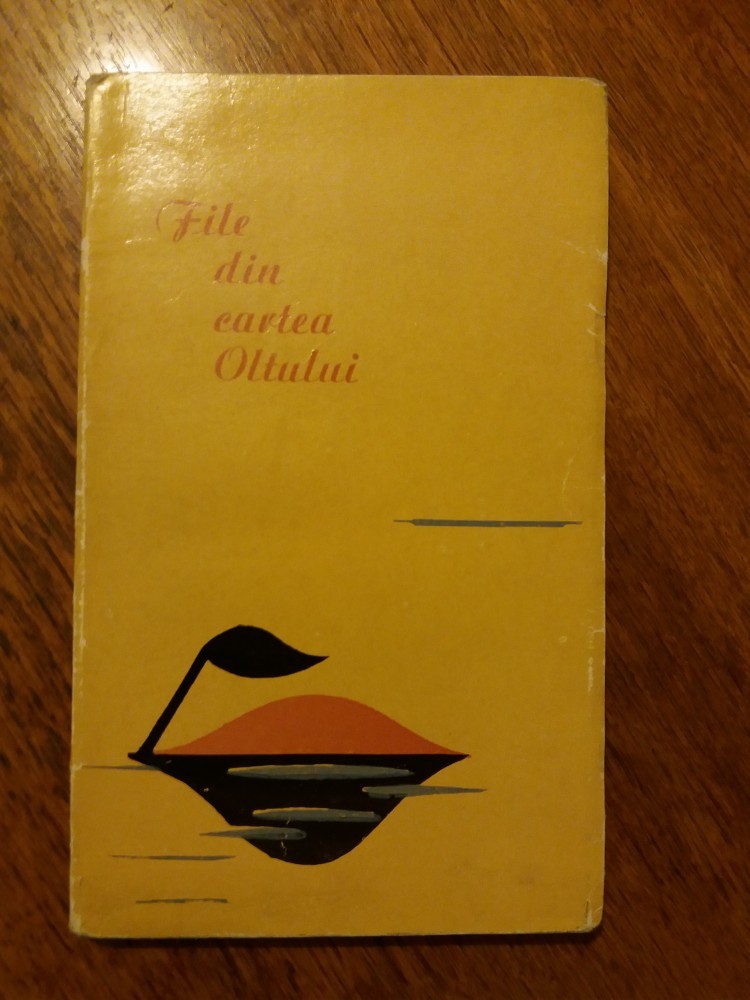 File
din
cartea
Oltului